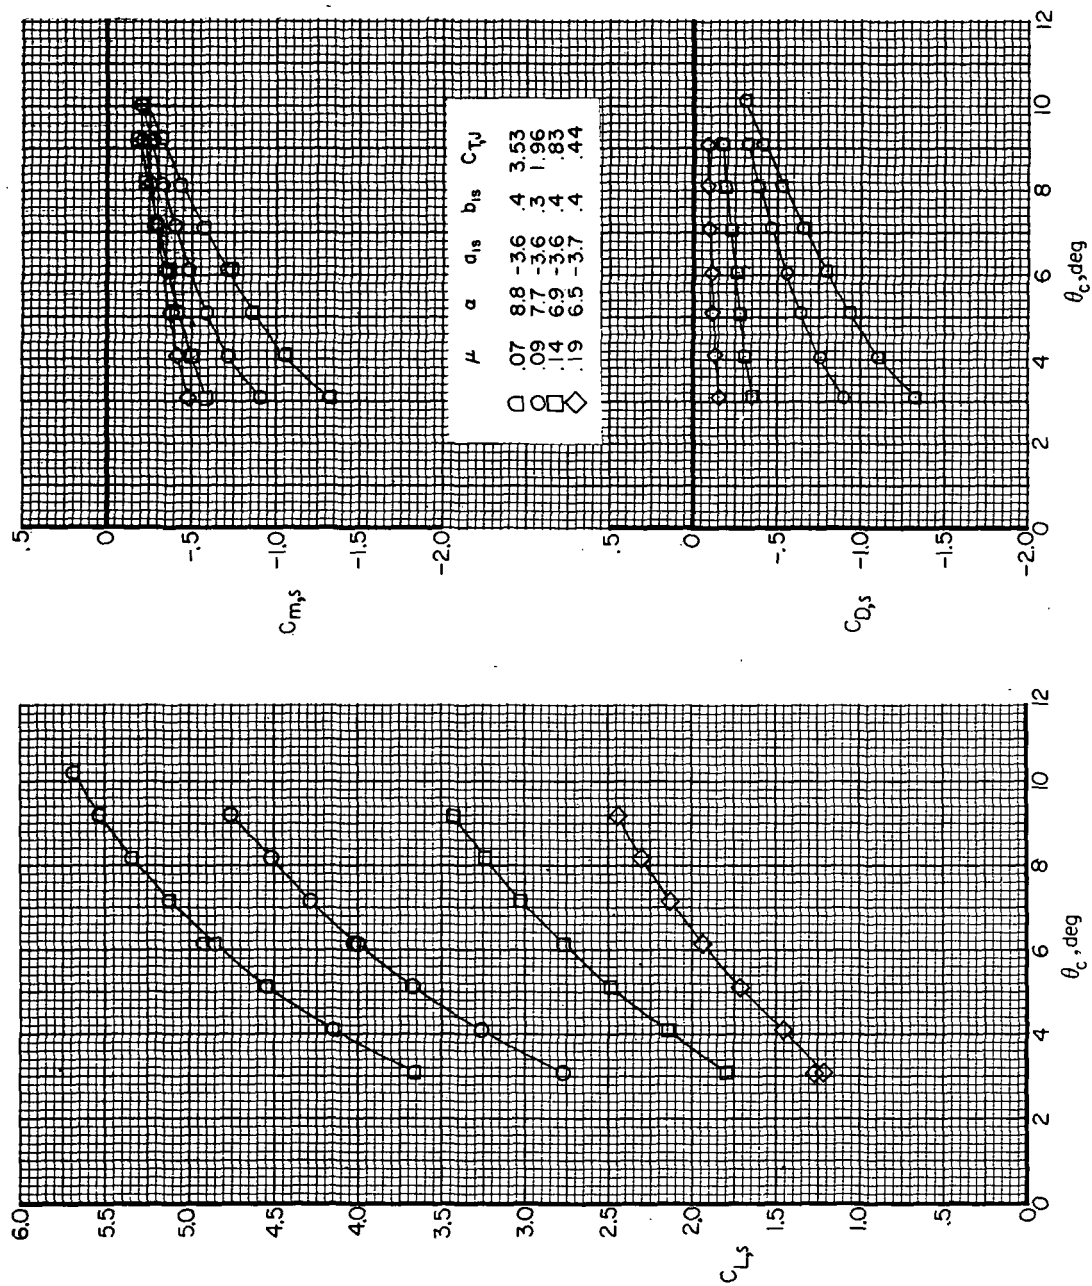 6.0
5.5
5.0
4.5
4.0
3.5
3.0
2.5
2.0
1.5
1.0
.5
0
C_L,s
0 2 4 6 8 10 12
θ_c, deg
.5
0
-.5
-1.0
-1.5
-2.0
C_m,s
μ α a_1s b_1s C_T,J
.07 8.8 -3.6 .4 3.53
.09 7.7 -3.6 .3 1.96
.14 6.9 -3.6 .4 .83
.19 6.5 -3.7 .4 .44
.5
0
-.5
-1.0
-1.5
-2.0
C_D,s
0 2 4 6 8 10 12
θ_c, deg